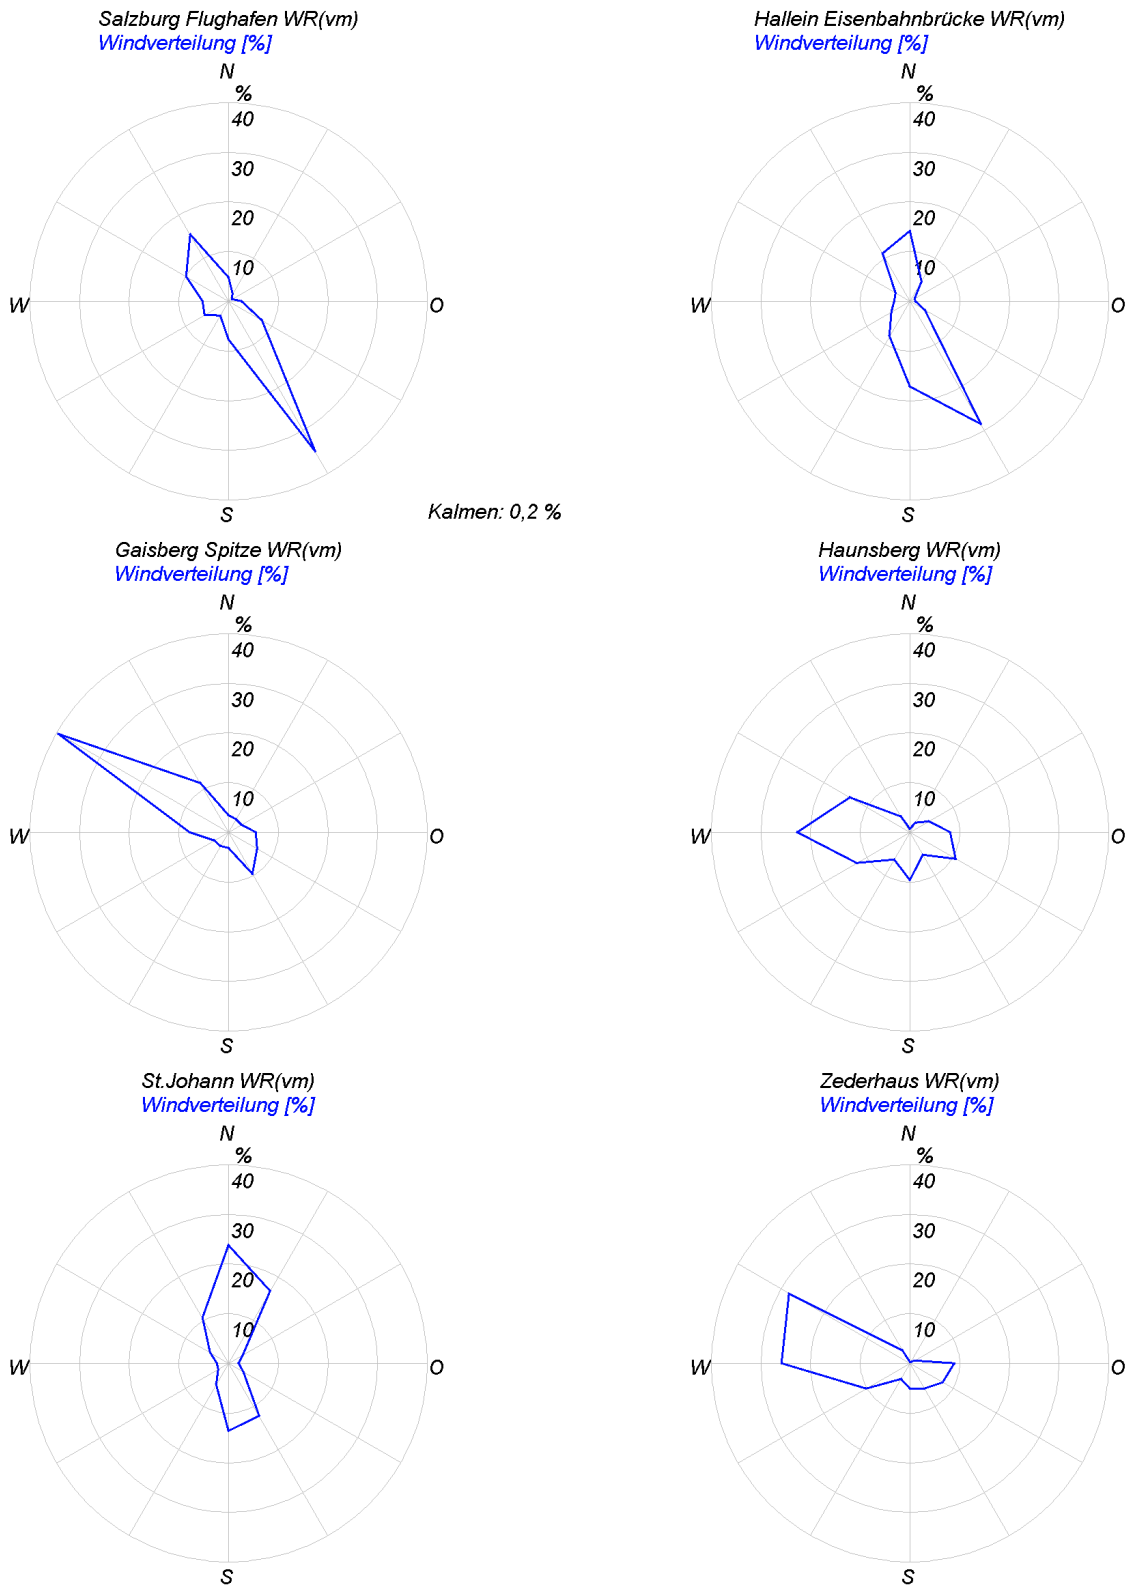 Salzburg Flughafen WR(vm)
Windverteilung [%]
N
%
40
30
20
10
W
O
S
Kalmen: 0,2 %
Hallein Eisenbahnbrücke WR(vm)
Windverteilung [%]
N
%
40
30
20
10
W
O
S
Gaisberg Spitze WR(vm)
Windverteilung [%]
N
%
40
30
20
10
W
O
S
Haunsberg WR(vm)
Windverteilung [%]
N
%
40
30
20
10
W
O
S
St.Johann WR(vm)
Windverteilung [%]
N
%
40
30
20
10
W
O
S
Zederhaus WR(vm)
Windverteilung [%]
N
%
40
30
20
10
W
O
S